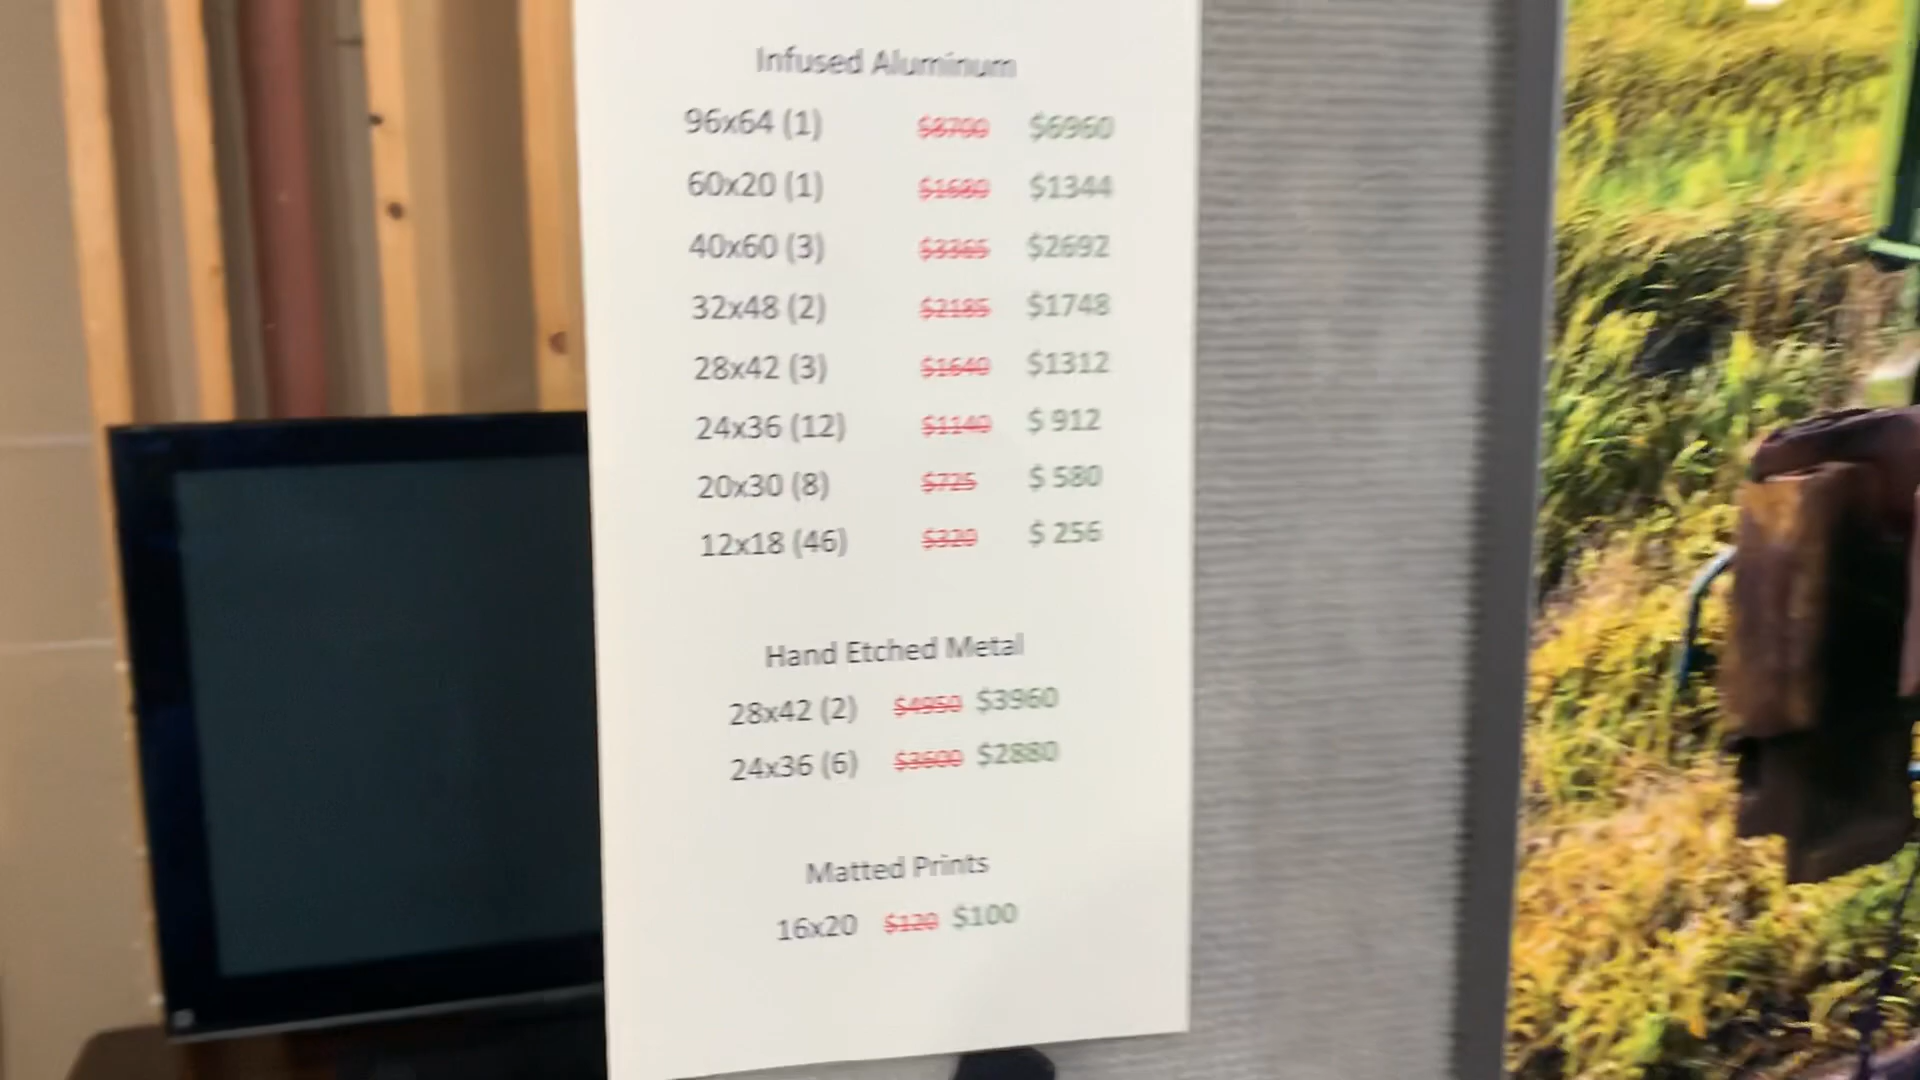 Infused Aluminum
96x64 (1) $8700 $6960
60x20 (1) $1680 $1344
40x60 (3) $3365 $2692
32x48 (2) $2185 $1748
28x42 (3) $1640 $1312
24x36 (12) $1140 $ 912
20x30 (8) $725 $ 580
12x18 (46) $320 $ 256
Hand Etched Metal
28x42 (2) $4950 $3960
24x36 (6) $3600 $2880
Matted Prints
16x20 $120 $100